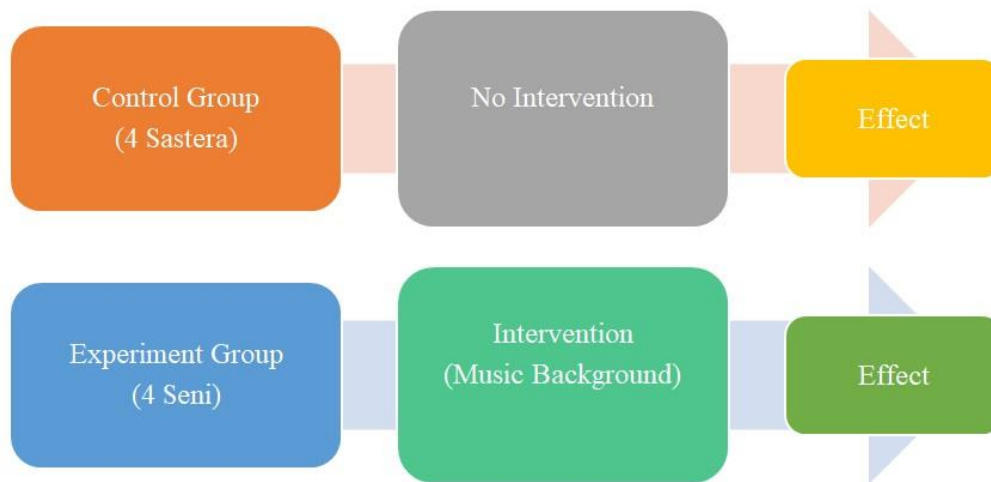 Control Group
(4 Sastera)
No Intervention
Effect
Experiment Group
(4 Seni)
Intervention
(Music Background)
Effect